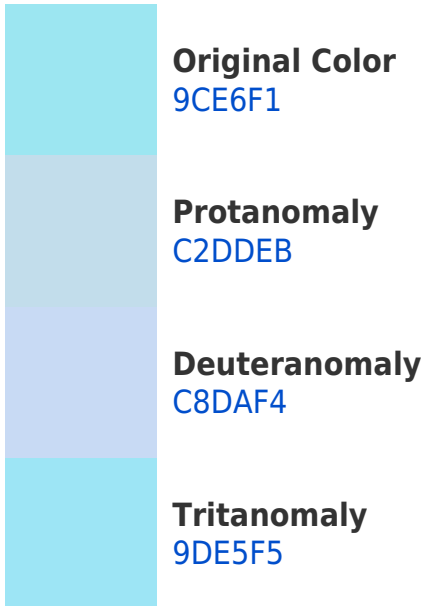 Original Color
9CE6F1
Protanomaly
C2DDEB
Deuteranomaly
C8DAF4
Tritanomaly
9DE5F5